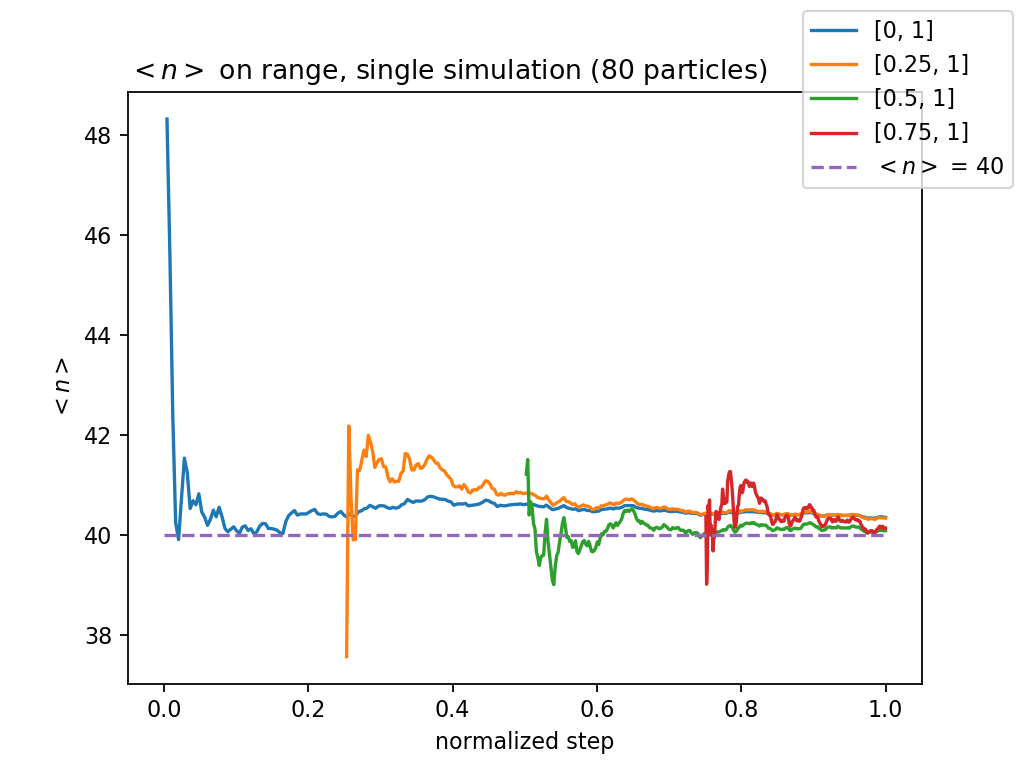 <n> on range, single simulation (80 particles)
[0, 1]
[0.25, 1]
[0.5, 1]
[0.75, 1]
<n> = 40
<n>
48
46
44
42
40
38
0.0 0.2 0.4 0.6 0.8 1.0
normalized step